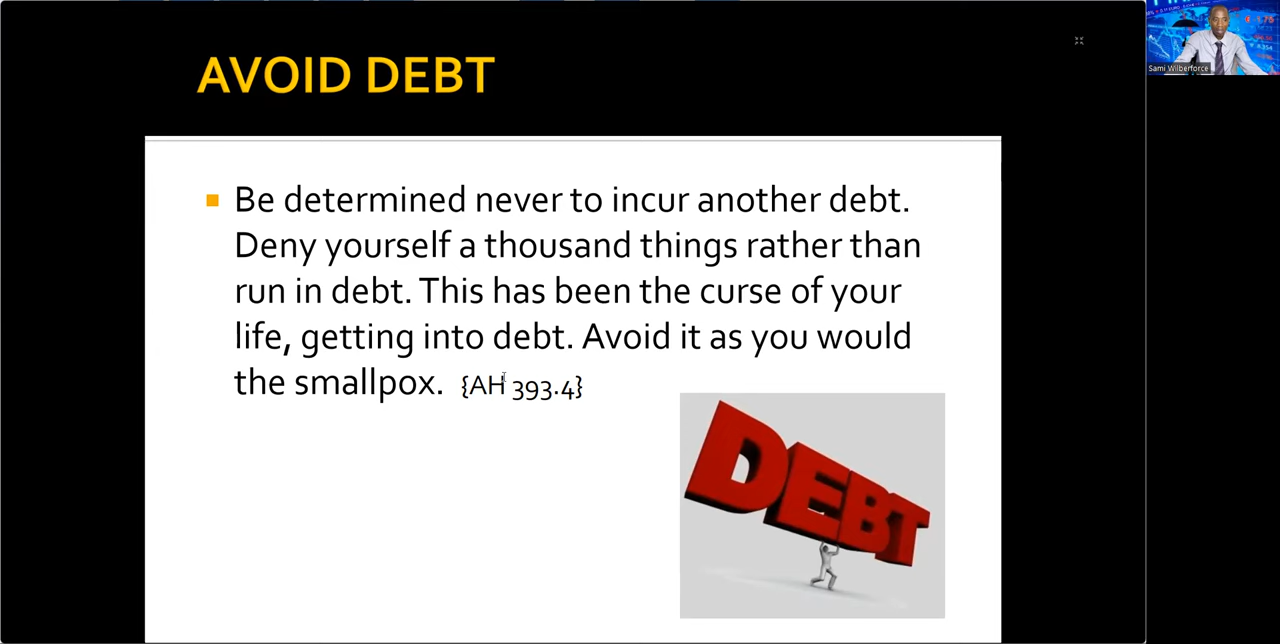 AVOID DEBT
Be determined never to incur another debt.
Deny yourself a thousand things rather than
run in debt. This has been the curse of your
life, getting into debt. Avoid it as you would
the smallpox. {AH 393.4}
DEBT
Sami Wilberforce